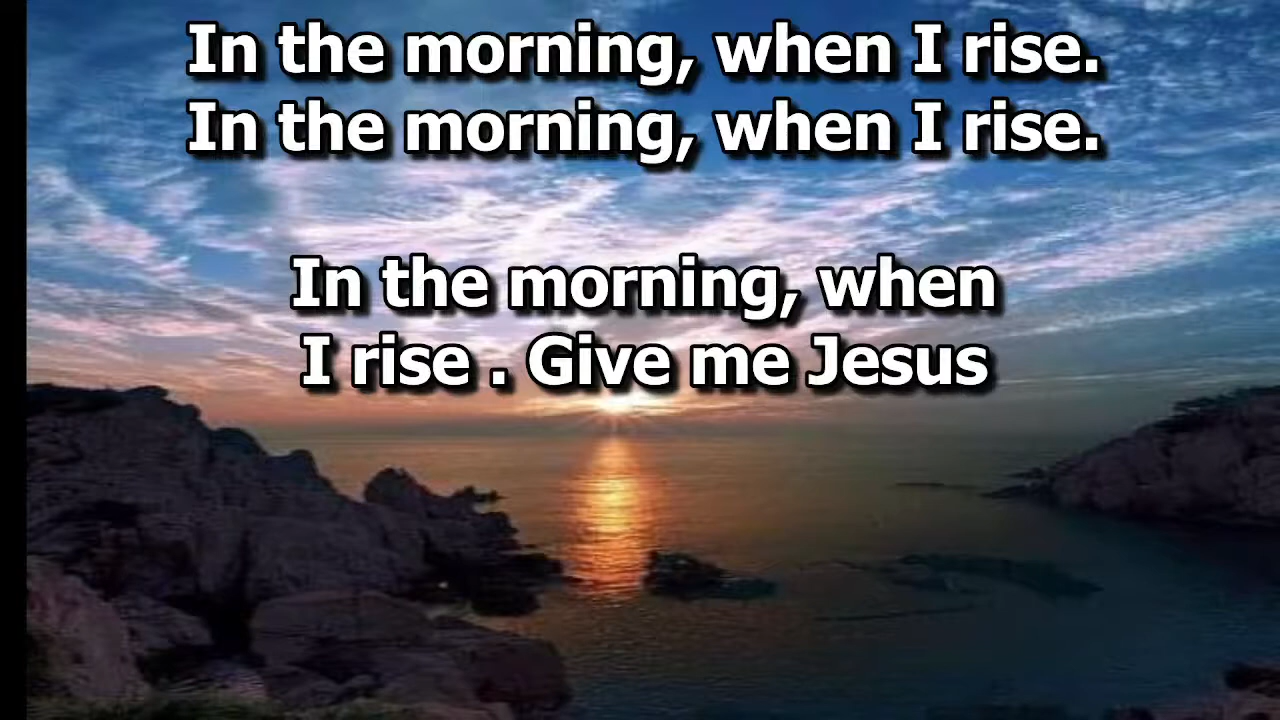 In the morning, when I rise.
In the morning, when I rise.
In the morning, when
I rise . Give me Jesus